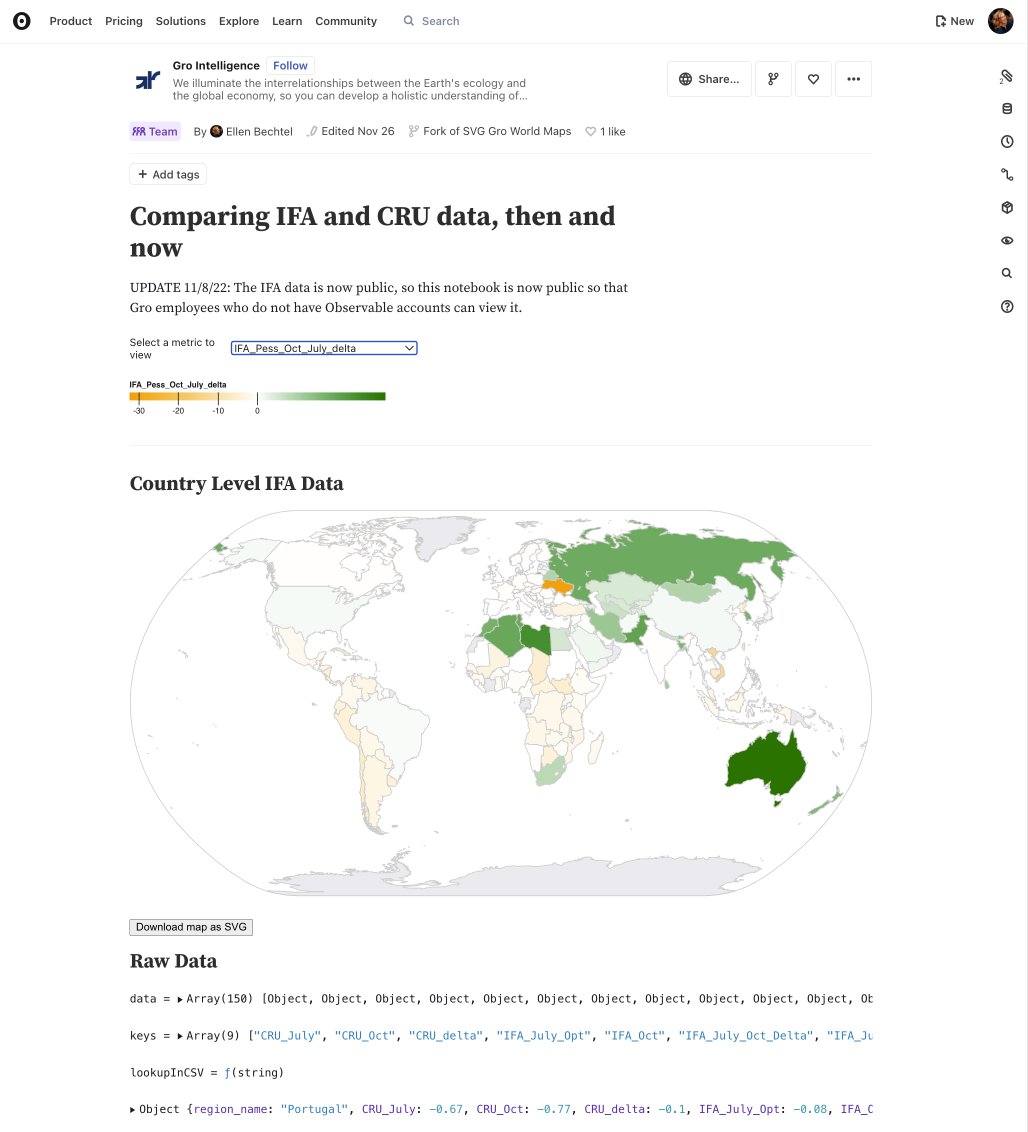 Product Pricing Solutions Explore Learn Community Search New
Gro Intelligence Follow
We illuminate the interrelationships between the Earth's ecology and
the global economy, so you can develop a holistic understanding of...
Share...
Team By Ellen Bechtel Edited Nov 26 Fork of SVG Gro World Maps 1 like
2
+ Add tags
Comparing IFA and CRU data, then and
now
UPDATE 11/8/22: The IFA data is now public, so this notebook is now public so that
Gro employees who do not have Observable accounts can view it.
Select a metric to
view
IFA_Pess_Oct_July_delta
IFA_Pess_Oct_July_delta
-30 -20 -10 0
Country Level IFA Data
Download map as SVG
Raw Data
data = ▸Array(150) [Object, Object, Object, Object, Object, Object, Object, Object, Object, Object, Object, Ob
keys = ▸Array(9) ["CRU_July", "CRU_Oct", "CRU_delta", "IFA_July_Opt", "IFA_Oct", "IFA_July_Oct_Delta", "IFA_Ju
lookupInCSV = ƒ(string)
▸Object {region_name: "Portugal", CRU_July: −0.67, CRU_Oct: −0.77, CRU_delta: −0.1, IFA_July_Opt: −0.08, IFA_O